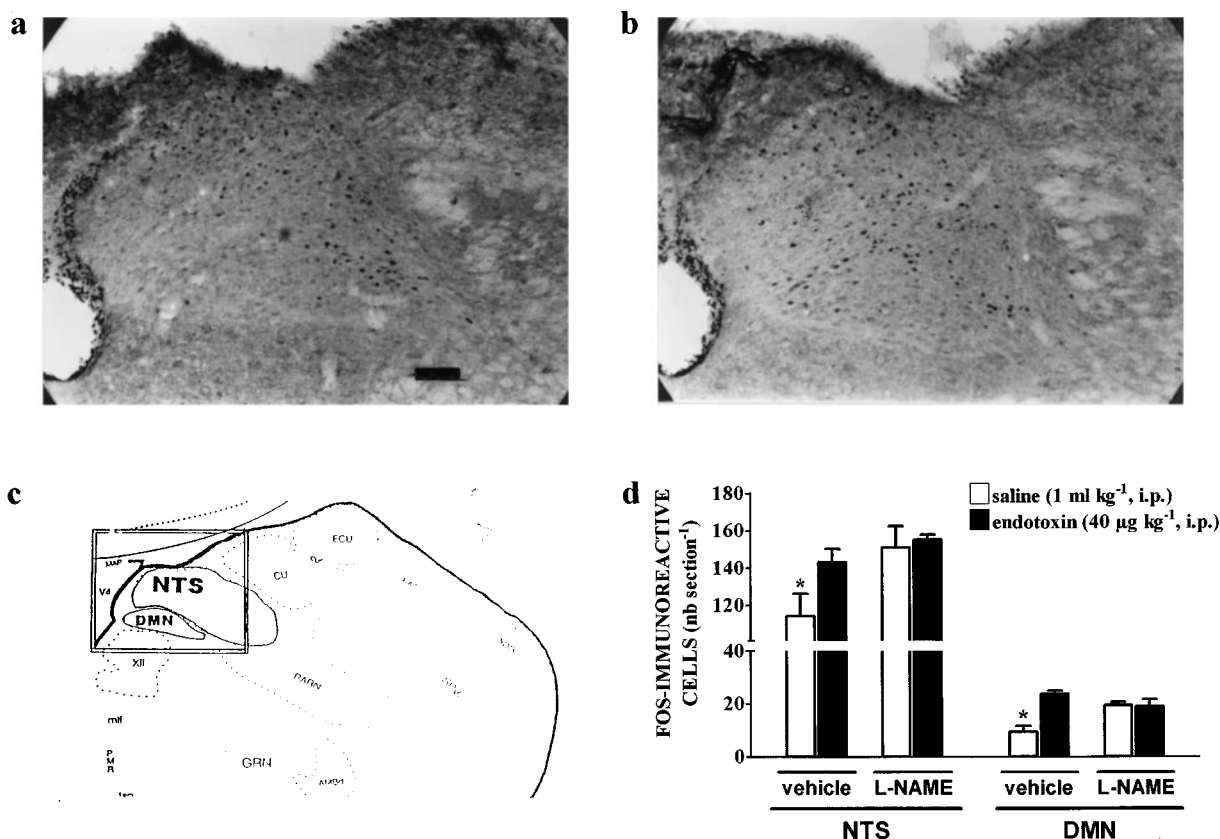 a
b
c
MAP
V4
NTS
DMN
XII
mlf
P
M
R
CU
ECU
PARN
GRN
d
FOS-IMMUNOREACTIVE
CELLS (nb section⁻¹)
180
160
140
120
40
20
0
saline (1 ml kg⁻¹, i.p.)
endotoxin (40 µg kg⁻¹, i.p.)
*
*
vehicle L-NAME vehicle L-NAME
NTS DMN